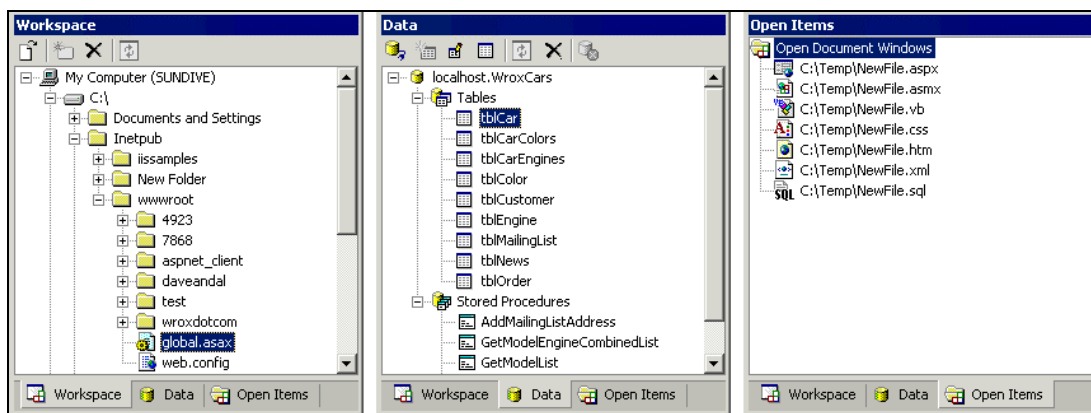 Workspace
My Computer (SUNDIVE)
C:\
Documents and Settings
Inetpub
iissamples
New Folder
wwwroot
4923
7868
aspnet_client
daveandal
test
wroxdotcom
global.asax
web.config
Workspace Data Open Items
Data
localhost.WroxCars
Tables
tblCar
tblCarColors
tblCarEngines
tblColor
tblCustomer
tblEngine
tblMailingList
tblNews
tblOrder
Stored Procedures
AddMailingListAddress
GetModelEngineCombinedList
GetModelList
Workspace Data Open Items
Open Items
Open Document Windows
C:\Temp\NewFile.aspx
C:\Temp\NewFile.asmx
C:\Temp\NewFile.vb
C:\Temp\NewFile.css
C:\Temp\NewFile.htm
C:\Temp\NewFile.xml
SQL C:\Temp\NewFile.sql
Workspace Data Open Items